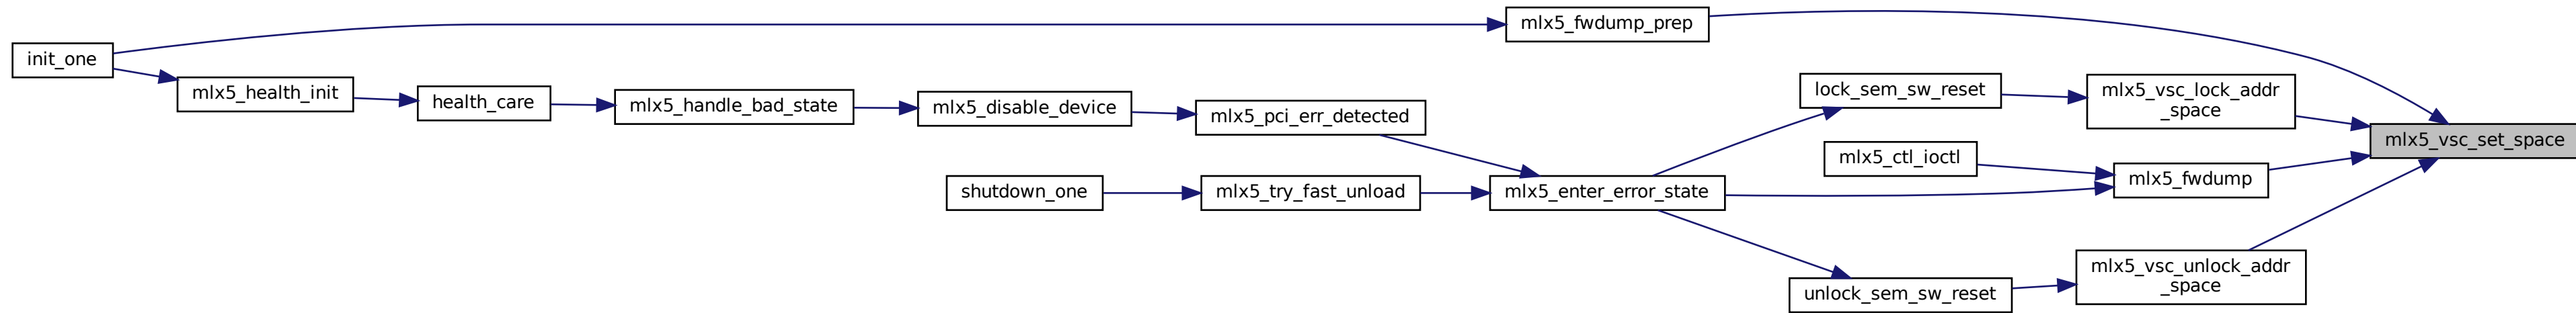 mlx5_fwdump_prep
init_one
mlx5_health_init
health_care
mlx5_handle_bad_state
mlx5_disable_device
mlx5_pci_err_detected
lock_sem_sw_reset
mlx5_vsc_lock_addr
_space
mlx5_vsc_set_space
mlx5_ctl_ioctl
mlx5_fwdump
shutdown_one
mlx5_try_fast_unload
mlx5_enter_error_state
mlx5_vsc_unlock_addr
_space
unlock_sem_sw_reset